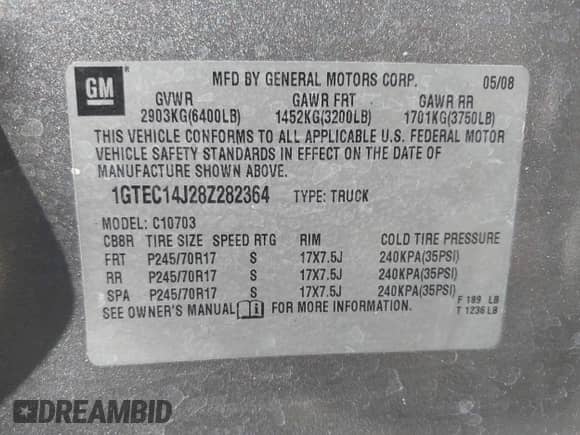 GM ®
MFD BY GENERAL MOTORS CORP. 05/08
GVWR GAWR FRT GAWR RR
2903KG(6400LB) 1452KG(3200LB) 1701KG(3750LB)
THIS VEHICLE CONFORMS TO ALL APPLICABLE U.S. FEDERAL MOTOR
VEHICLE SAFETY STANDARDS IN EFFECT ON THE DATE OF
MANUFACTURE SHOWN ABOVE.
1GTEC14J28Z282364 TYPE: TRUCK
MODEL: C10703
CB8R TIRE SIZE SPEED RTG RIM COLD TIRE PRESSURE
FRT P245/70R17 S 17X7.5J 240KPA(35PSI)
RR P245/70R17 S 17X7.5J 240KPA(35PSI)
SPA P245/70R17 S 17X7.5J 240KPA(35PSI)
SEE OWNER'S MANUAL i FOR MORE INFORMATION.
F 189 LB
T 1236 LB
DREAMBID